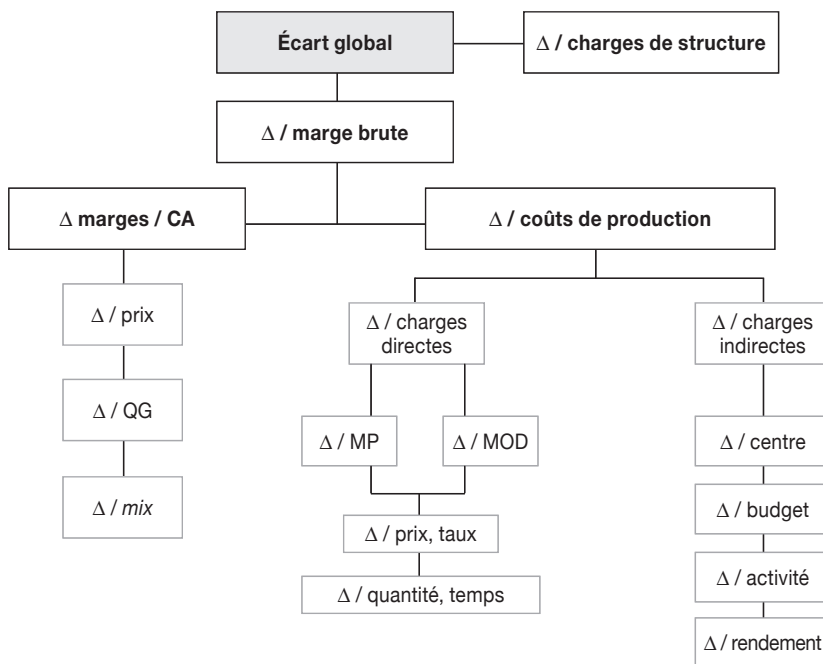 Écart global
Δ / charges de structure
Δ / marge brute
Δ marges / CA
Δ / coûts de production
Δ / prix
Δ / charges
directes
Δ / charges
indirectes
Δ / QG
Δ / MP
Δ / MOD
Δ / centre
Δ / mix
Δ / budget
Δ / prix, taux
Δ / activité
Δ / quantité, temps
Δ / rendement